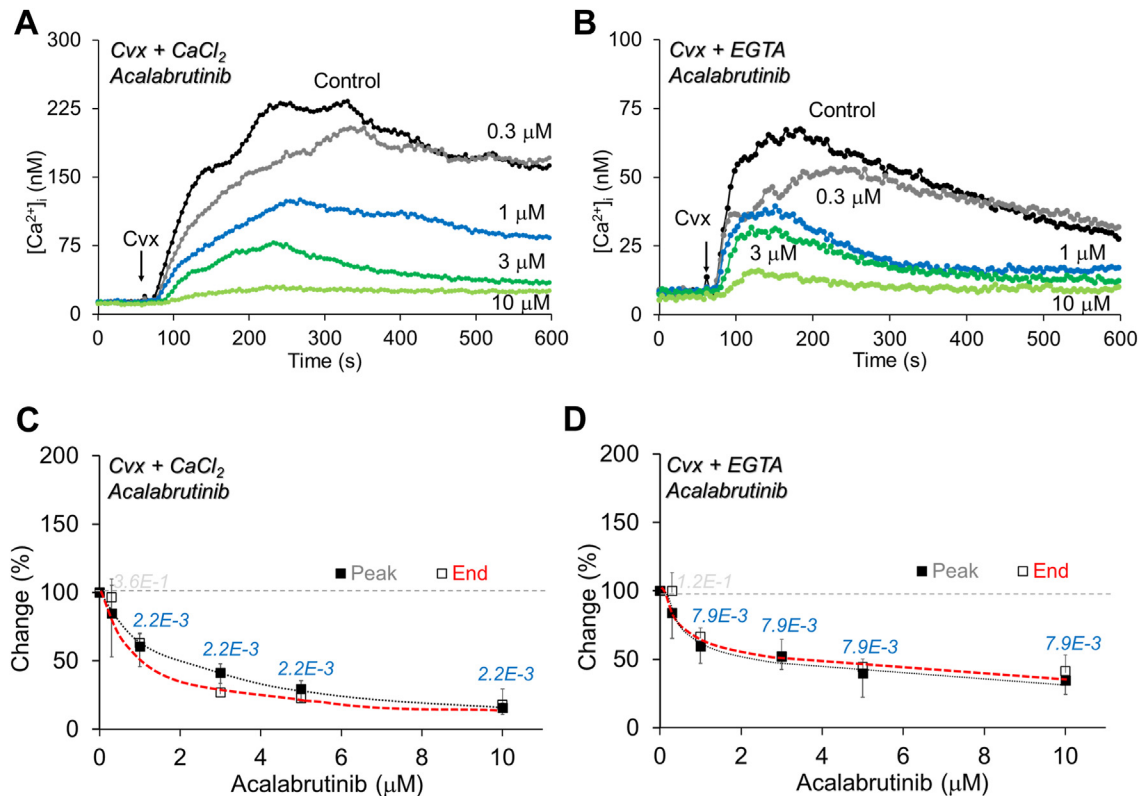 A
Cvx + CaCl2
Acalabrutinib
Control
0.3 μM
1 μM
3 μM
10 μM
Cvx
[Ca2+]i (nM)
300
225
150
75
0
0 100 200 300 400 500 600
Time (s)
B
Cvx + EGTA
Acalabrutinib
Control
0.3 μM
1 μM
3 μM
10 μM
Cvx
[Ca2+]i (nM)
100
75
50
25
0
0 100 200 300 400 500 600
Time (s)
C
Cvx + CaCl2
Acalabrutinib
Peak End
3.6E-1
2.2E-3
2.2E-3
2.2E-3
2.2E-3
Change (%)
200
150
100
50
0
0 2 4 6 8 10
Acalabrutinib (μM)
D
Cvx + EGTA
Acalabrutinib
Peak End
1.2E-1
7.9E-3
7.9E-3
7.9E-3
7.9E-3
Change (%)
200
150
100
50
0
0 2 4 6 8 10
Acalabrutinib (μM)